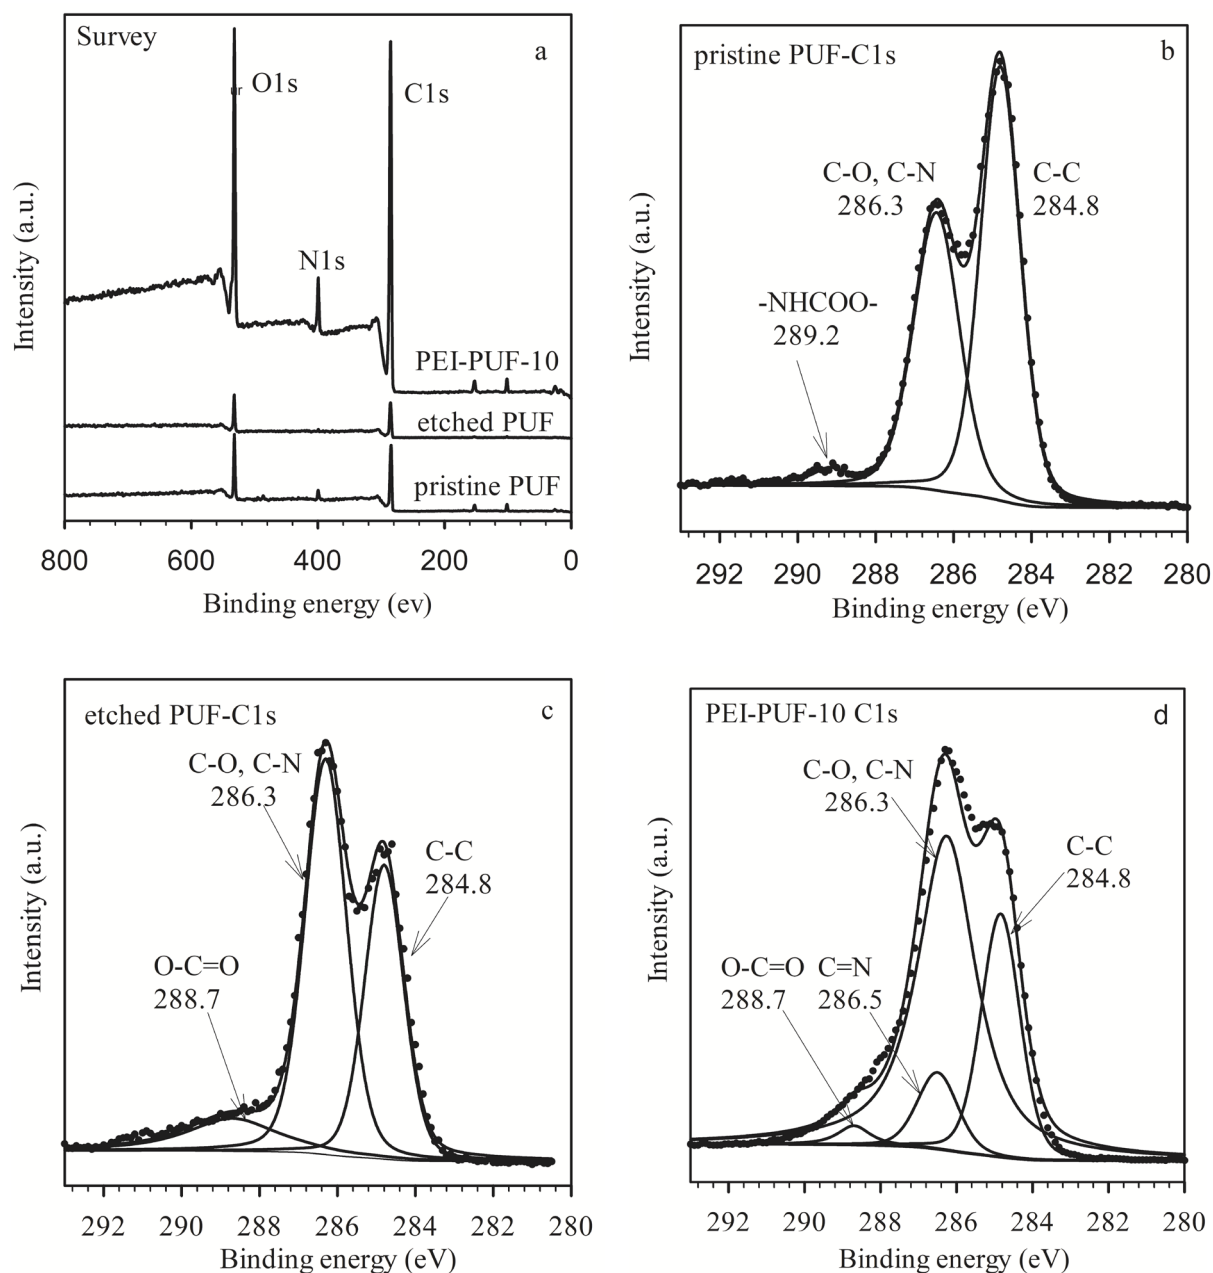 Survey
a
ur O1s
C1s
N1s
PEI-PUF-10
etched PUF
pristine PUF
Intensity (a.u.)
800 600 400 200 0
Binding energy (ev)
pristine PUF-C1s
b
C-O, C-N
286.3
C-C
284.8
-NHCOO-
289.2
Intensity (a.u.)
292 290 288 286 284 282 280
Binding energy (eV)
etched PUF-C1s
c
C-O, C-N
286.3
C-C
284.8
O-C=O
288.7
Intensity (a.u.)
292 290 288 286 284 282 280
Binding energy (eV)
PEI-PUF-10 C1s
d
C-O, C-N
286.3
C-C
284.8
O-C=O C=N
288.7 286.5
Intensity (a.u.)
292 290 288 286 284 282 280
Binding energy (eV)